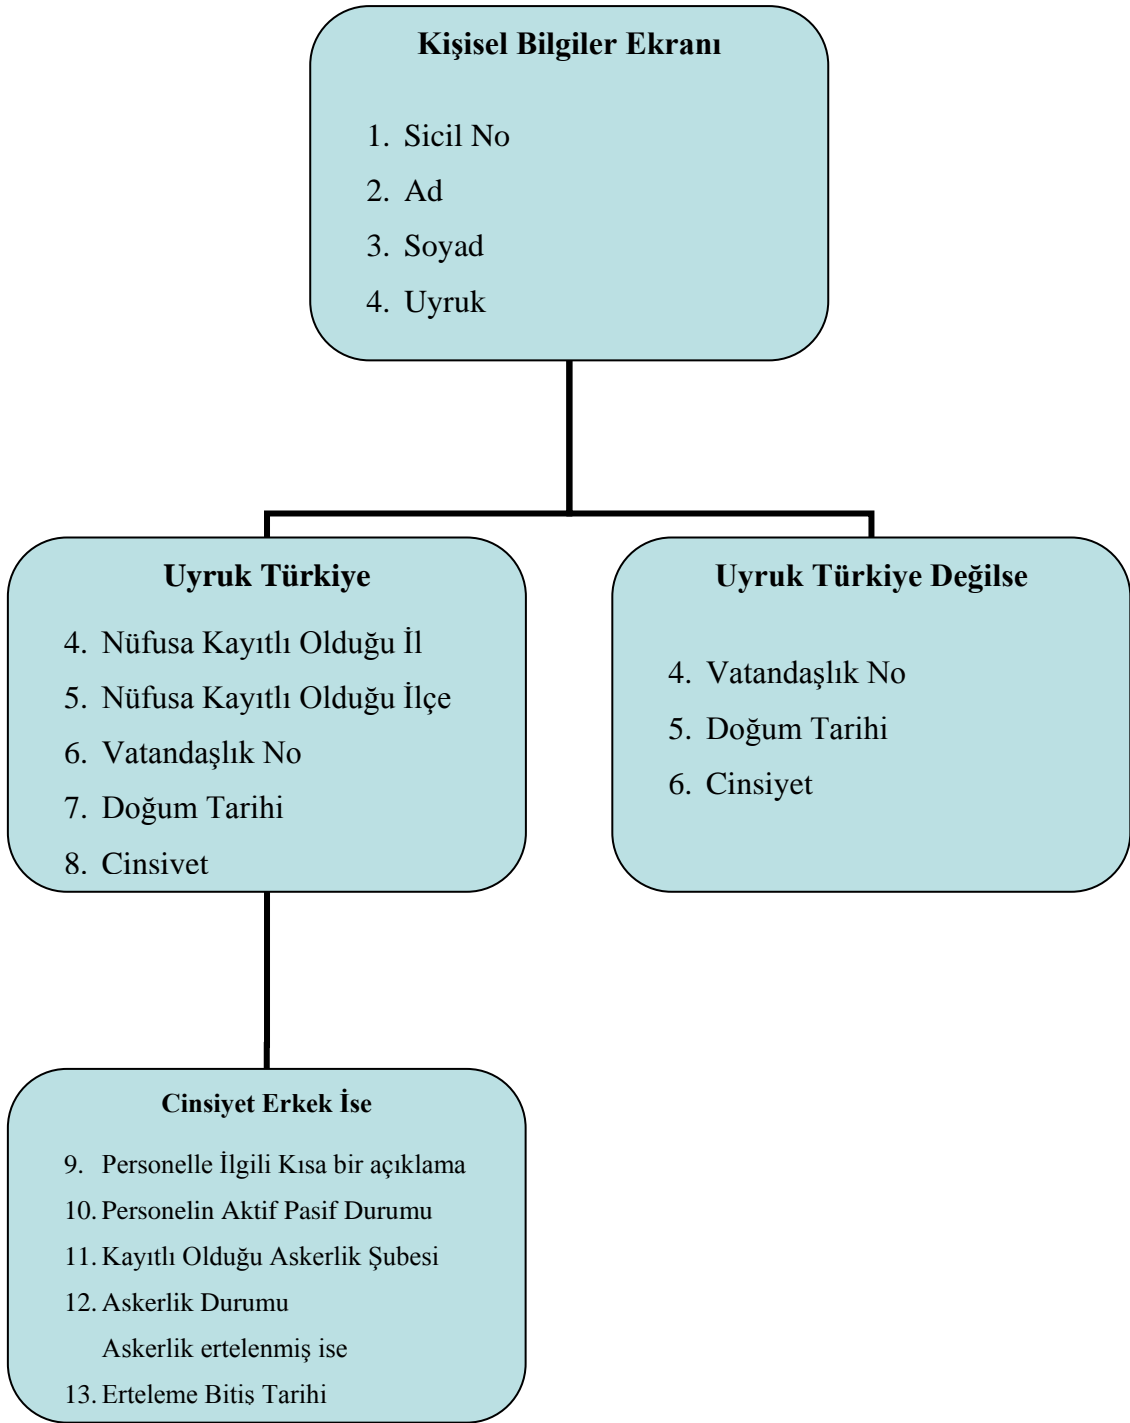 Kişisel Bilgiler Ekranı
1. Sicil No
2. Ad
3. Soyad
4. Uyruk
Uyruk Türkiye
4. Nüfusa Kayıtlı Olduğu İl
5. Nüfusa Kayıtlı Olduğu İlçe
6. Vatandaşlık No
7. Doğum Tarihi
8. Cinsiyet
Uyruk Türkiye Değilse
4. Vatandaşlık No
5. Doğum Tarihi
6. Cinsiyet
Cinsiyet Erkek İse
9. Personelle İlgili Kısa bir açıklama
10. Personelin Aktif Pasif Durumu
11. Kayıtlı Olduğu Askerlik Şubesi
12. Askerlik Durumu
Askerlik ertelenmiş ise
13. Erteleme Bitiş Tarihi